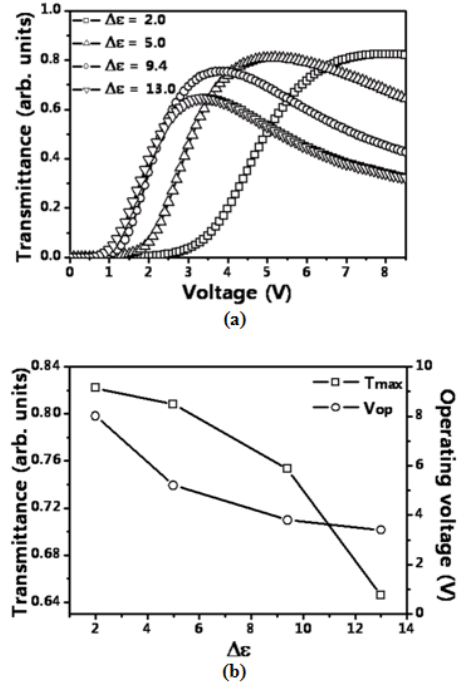 Transmittance (arb. units)
1.0
0.8
0.6
0.4
0.2
0.0
Δε = 2.0
Δε = 5.0
Δε = 9.4
Δε = 13.0
0 1 2 3 4 5 6 7 8
Voltage (V)
(a)
Transmittance (arb. units)
0.84
0.80
0.76
0.72
0.68
0.64
Tmax
Vop
10
8
6
4
2
0
Operating voltage (V)
2 4 6 8 10 12 14
Δε
(b)